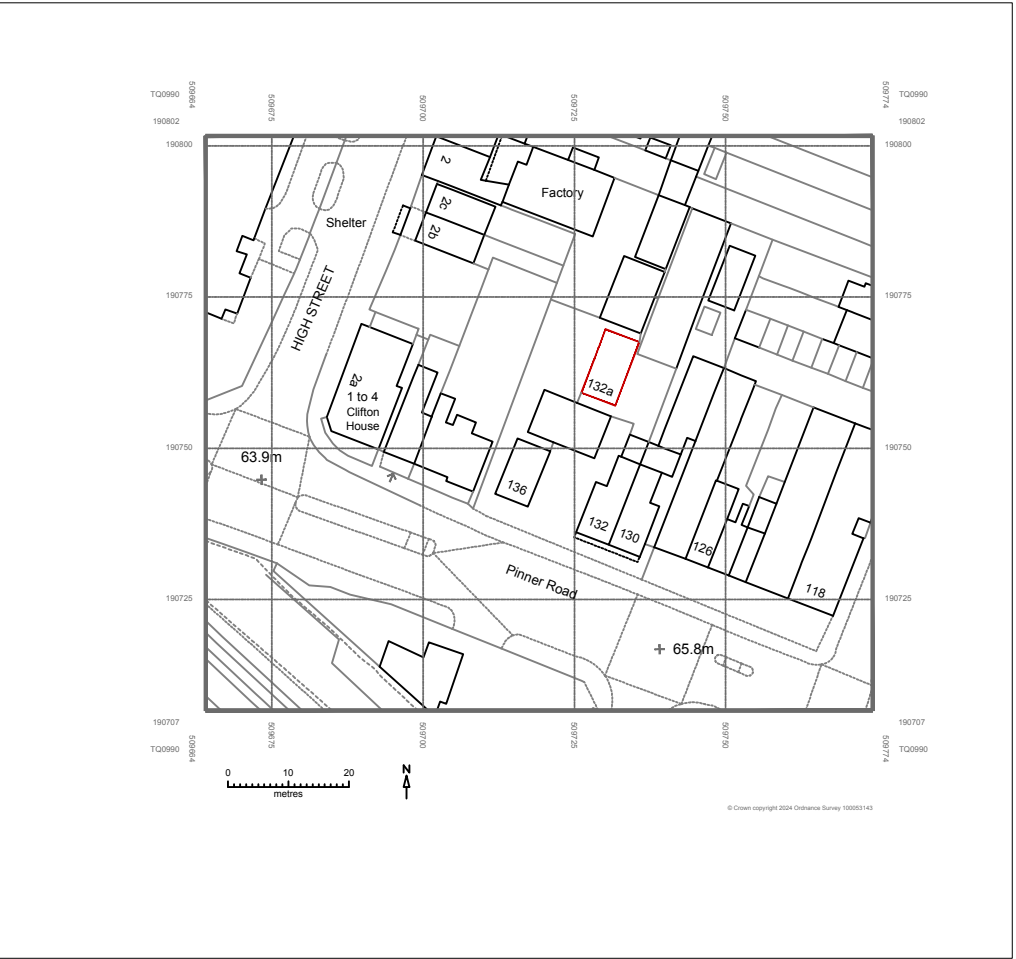 TQ0990
509664
509675
509700
509725
509750
509774
TQ0990
190802
190802
190800
190800
2
Factory
2c
Shelter
2b
HIGH STREET
190775
190775
132a
2a
1 to 4
Clifton
House
190750
190750
63.9m
136
132
130
126
118
Pinner Road
190725
190725
65.8m
190707
190707
TQ0990
509664
509675
509700
509725
509750
509774
TQ0990
0 10 20
metres
N
© Crown copyright 2024 Ordnance Survey 100053143